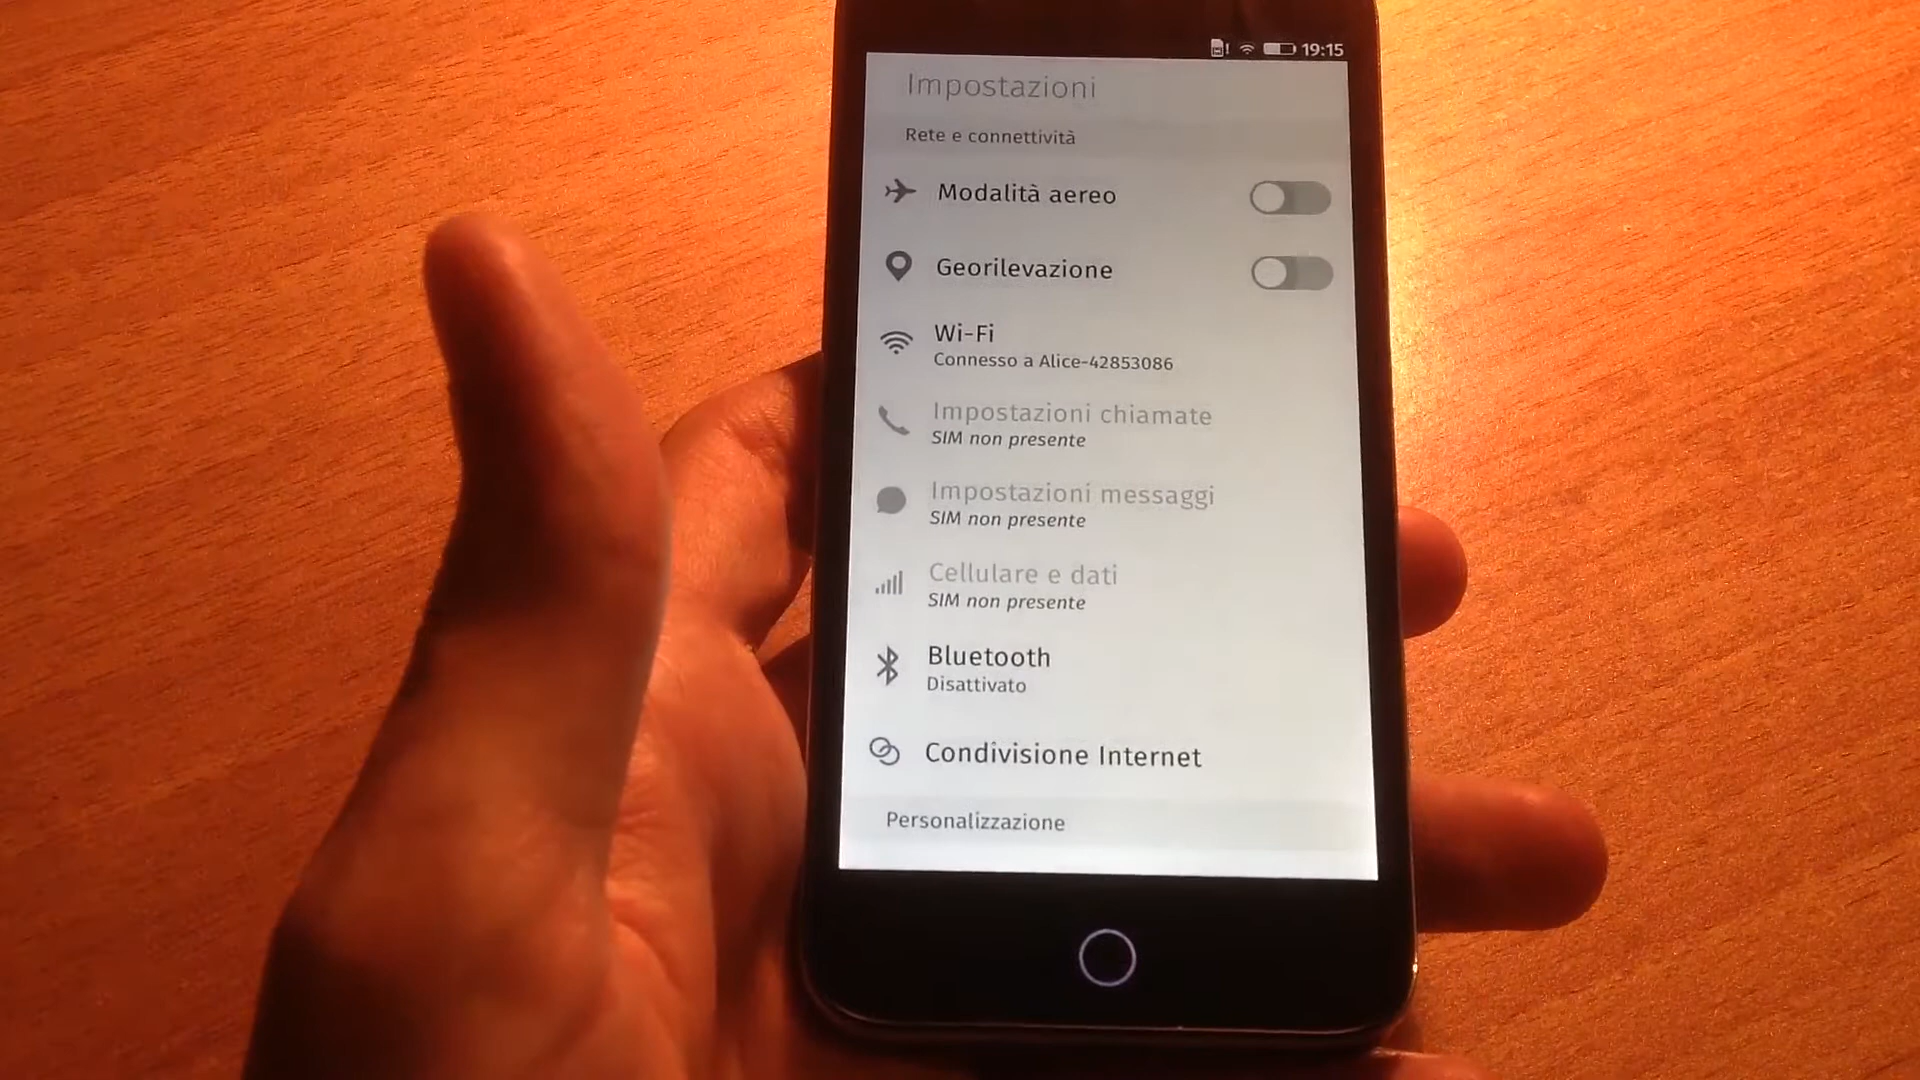 19:15
Impostazioni
Rete e connettività
Modalità aereo
Georilevazione
Wi-Fi
Connesso a Alice-42853086
Impostazioni chiamate
SIM non presente
Impostazioni messaggi
SIM non presente
Cellulare e dati
SIM non presente
Bluetooth
Disattivato
Condivisione Internet
Personalizzazione